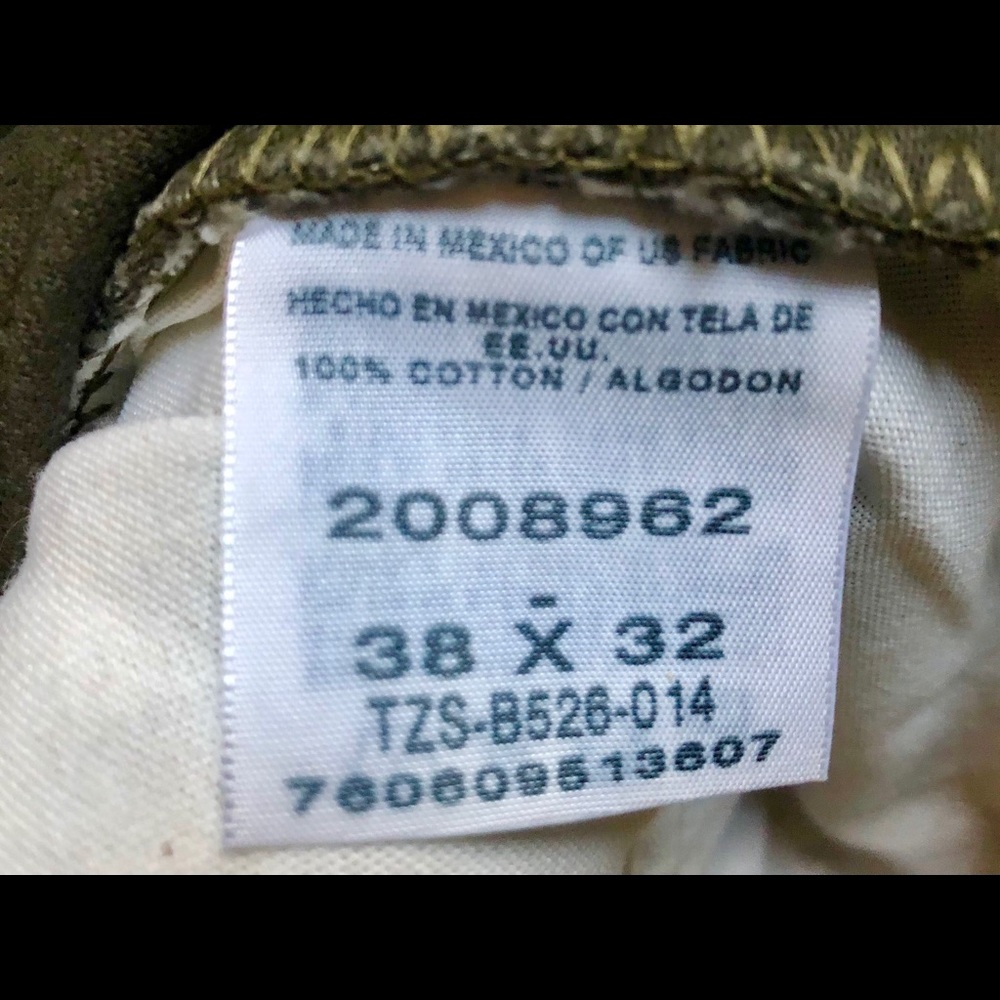 MADE IN MEXICO OF US FABRIC
HECHO EN MEXICO CON TELA DE
EE.UU.
100% COTTON / ALGODON
2008962
-
38 X 32
TZS-B526-014
760609513607